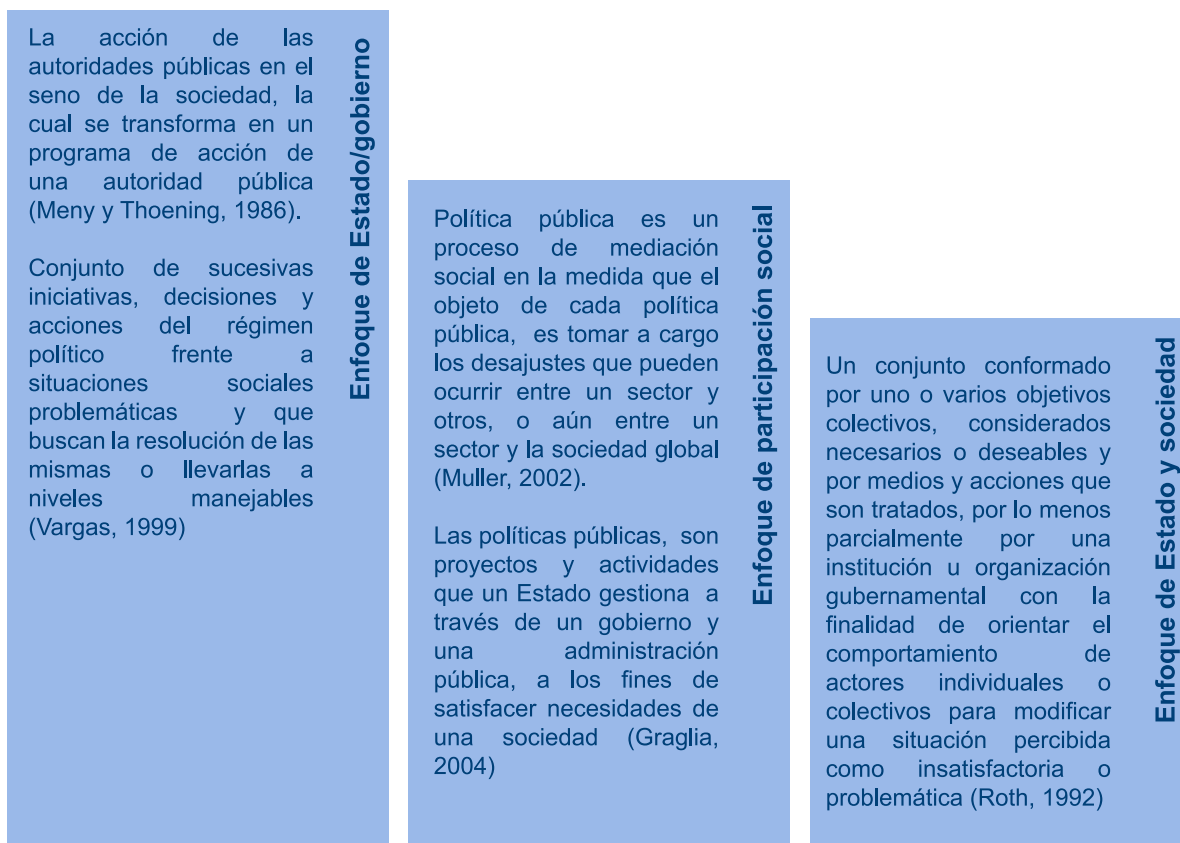 La acción de las
autoridades públicas en el
seno de la sociedad, la
cual se transforma en un
programa de acción de
una autoridad pública
(Meny y Thoening, 1986).
Conjunto de sucesivas
iniciativas, decisiones y
acciones del régimen
político frente a
situaciones sociales
problemáticas y que
buscan la resolución de las
mismas o llevarlas a
niveles manejables
(Vargas, 1999)
Enfoque de Estado/gobierno
Política pública es un
proceso de mediación
social en la medida que el
objeto de cada política
pública, es tomar a cargo
los desajustes que pueden
ocurrir entre un sector y
otros, o aún entre un
sector y la sociedad global
(Muller, 2002).
Las políticas públicas, son
proyectos y actividades
que un Estado gestiona a
través de un gobierno y
una administración
pública, a los fines de
satisfacer necesidades de
una sociedad (Graglia,
2004)
Enfoque de participación social
Un conjunto conformado
por uno o varios objetivos
colectivos, considerados
necesarios o deseables y
por medios y acciones que
son tratados, por lo menos
parcialmente por una
institución u organización
gubernamental con la
finalidad de orientar el
comportamiento de
actores individuales o
colectivos para modificar
una situación percibida
como insatisfactoria o
problemática (Roth, 1992)
Enfoque de Estado y sociedad